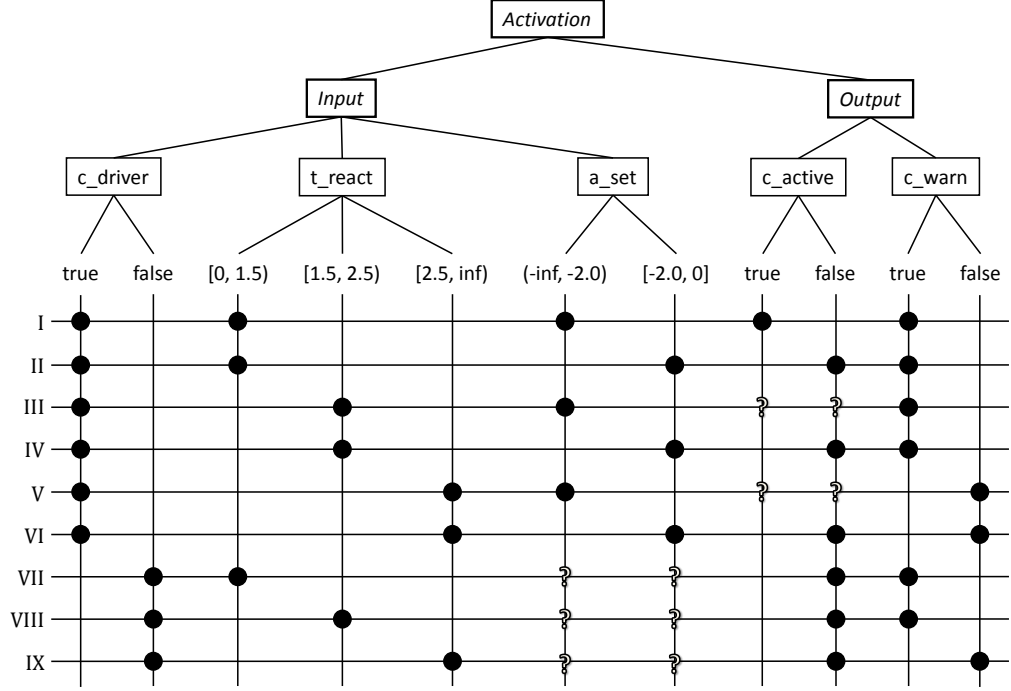 Activation
Input Output
c_driver t_react a_set c_active c_warn
true false [0, 1.5) [1.5, 2.5) [2.5, inf) (-inf, -2.0) [-2.0, 0] true false true false
I
II
III ? ?
IV
V ? ?
VI
VII ? ?
VIII ? ?
IX ? ?